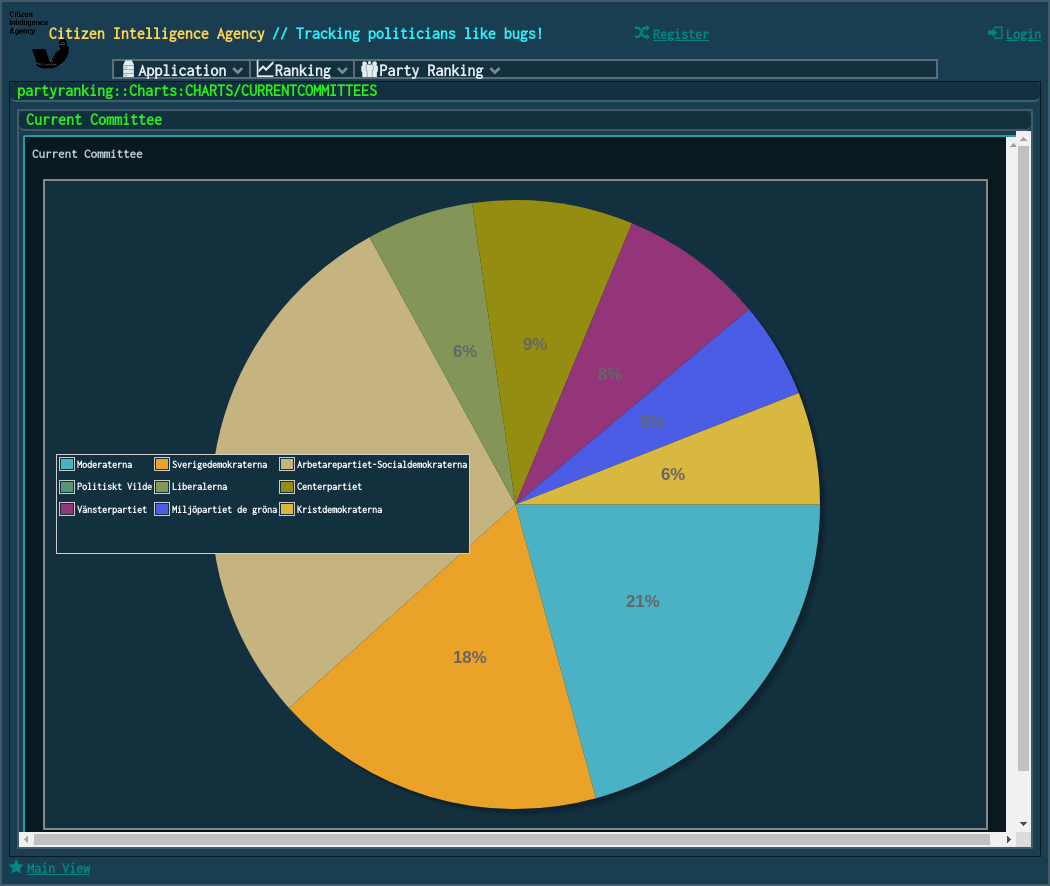 Citizen
Intelligence
Agency
Citizen Intelligence Agency // Tracking politicians like bugs!
Register
Login
Application
Ranking
Party Ranking
partyranking::Charts:CHARTS/CURRENTCOMMITTEES
Current Committee
Current Committee
6%
9%
8%
5%
6%
21%
18%
Moderaterna
Sverigedemokraterna
Arbetarepartiet-Socialdemokraterna
Politiskt Vilde
Liberalerna
Centerpartiet
Vänsterpartiet
Miljöpartiet de gröna
Kristdemokraterna
Main View